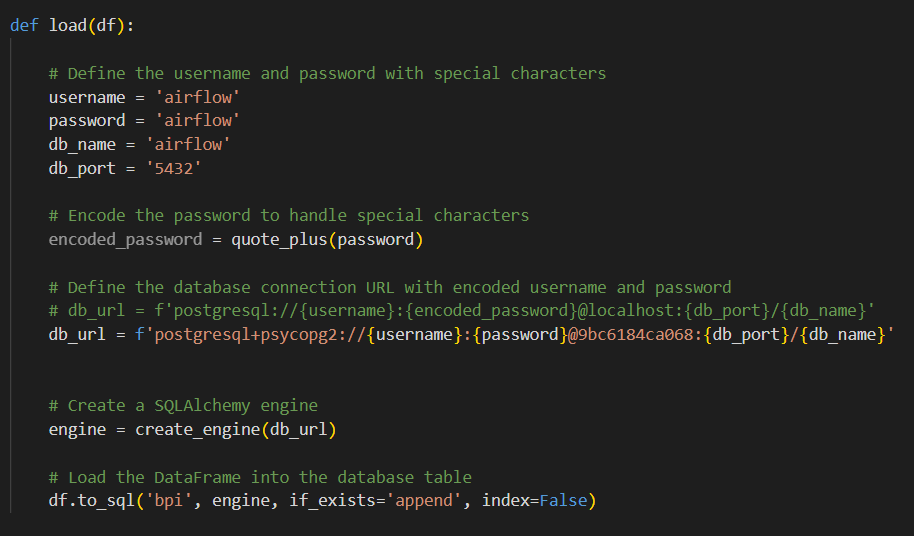 def load(df):
# Define the username and password with special characters
username = 'airflow'
password = 'airflow'
db_name = 'airflow'
db_port = '5432'
# Encode the password to handle special characters
encoded_password = quote_plus(password)
# Define the database connection URL with encoded username and password
# db_url = f'postgresql://{username}:{encoded_password}@localhost:{db_port}/{db_name}'
db_url = f'postgresql+psycopg2://{username}:{password}@9bc6184ca068:{db_port}/{db_name}'
# Create a SQLAlchemy engine
engine = create_engine(db_url)
# Load the DataFrame into the database table
df.to_sql('bpi', engine, if_exists='append', index=False)